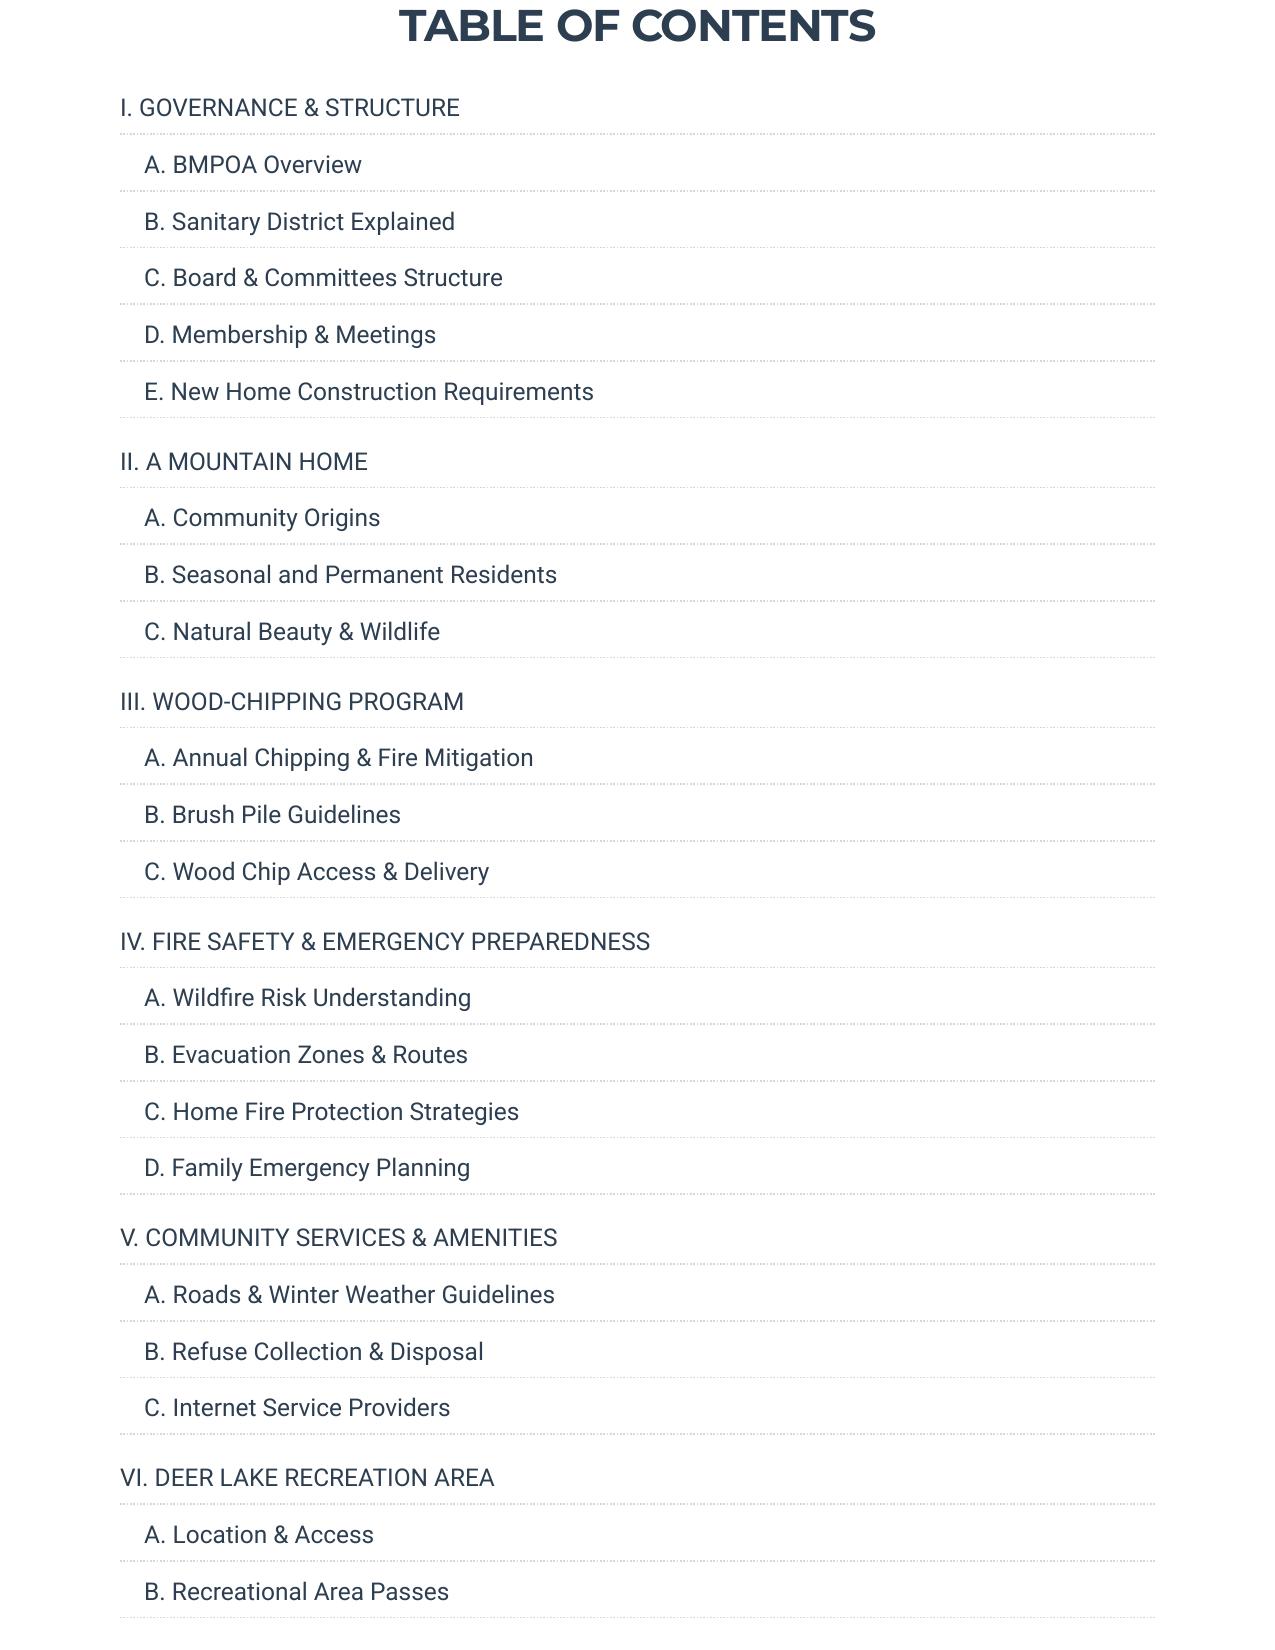 TABLE OF CONTENTS
I. GOVERNANCE & STRUCTURE
A. BMPOA Overview
B. Sanitary District Explained
C. Board & Committees Structure
D. Membership & Meetings
E. New Home Construction Requirements
II. A MOUNTAIN HOME
A. Community Origins
B. Seasonal and Permanent Residents
C. Natural Beauty & Wildlife
III. WOOD-CHIPPING PROGRAM
A. Annual Chipping & Fire Mitigation
B. Brush Pile Guidelines
C. Wood Chip Access & Delivery
IV. FIRE SAFETY & EMERGENCY PREPAREDNESS
A. Wildfire Risk Understanding
B. Evacuation Zones & Routes
C. Home Fire Protection Strategies
D. Family Emergency Planning
V. COMMUNITY SERVICES & AMENITIES
A. Roads & Winter Weather Guidelines
B. Refuse Collection & Disposal
C. Internet Service Providers
VI. DEER LAKE RECREATION AREA
A. Location & Access
B. Recreational Area Passes